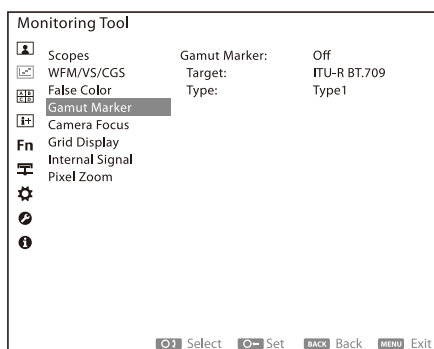 Monitoring Tool
Scopes
WFM/VS/CGS
False Color
Gamut Marker
Camera Focus
Grid Display
Internal Signal
Pixel Zoom
Gamut Marker: Off
Target: ITU-R BT.709
Type: Type1
A B
C D
i+
Fn
Select Set BACK Back MENU Exit